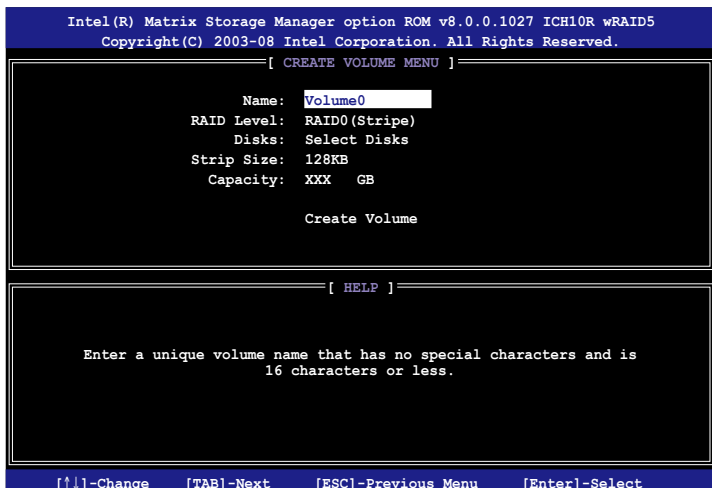 Intel(R) Matrix Storage Manager option ROM v8.0.0.1027 ICH10R wRAID5
Copyright(C) 2003-08 Intel Corporation. All Rights Reserved.
[ CREATE VOLUME MENU ]
Name: Volume0
RAID Level: RAID0(Stripe)
Disks: Select Disks
Strip Size: 128KB
Capacity: XXX GB
Create Volume
[ HELP ]
Enter a unique volume name that has no special characters and is
16 characters or less.
[↑↓]-Change [TAB]-Next [ESC]-Previous Menu [Enter]-Select